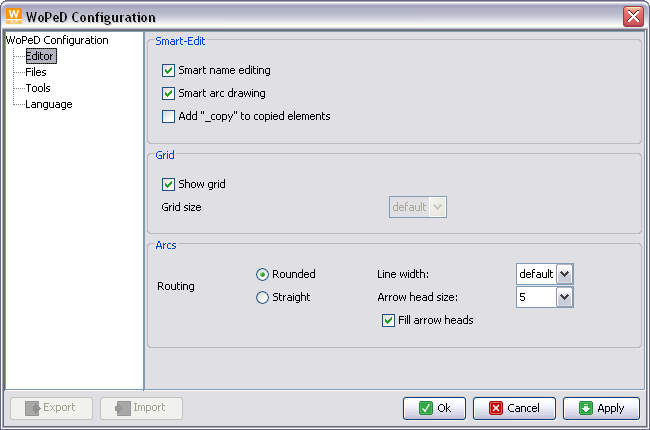 WoPeD Configuration
WoPeD Configuration
Editor
Files
Tools
Language
Smart-Edit
Smart name editing
Smart arc drawing
Add "_copy" to copied elements
Grid
Show grid
Grid size default
Arcs
Routing
Rounded
Straight
Line width: default
Arrow head size: 5
Fill arrow heads
Export Import Ok Cancel Apply